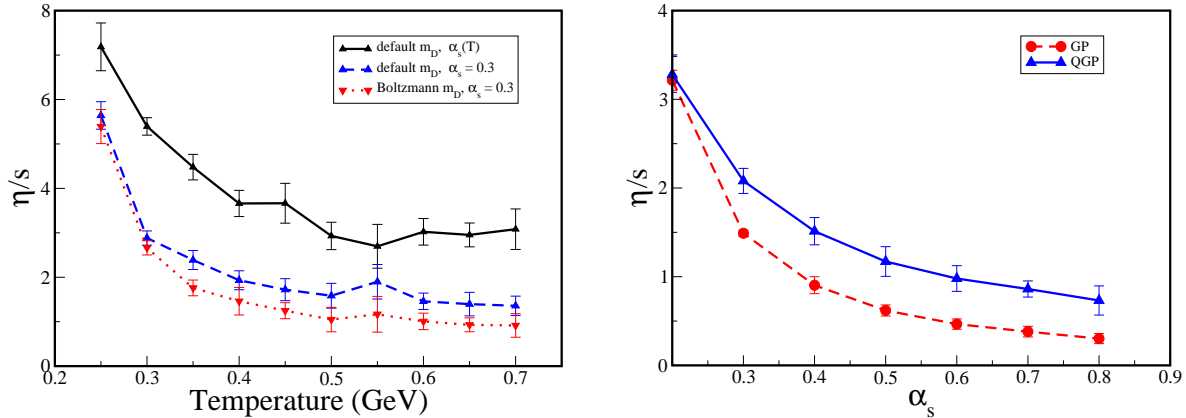 8
6
4
2
0
η/s
0.2
0.3
0.4
0.5
0.6
0.7
Temperature (GeV)
default m_D, α_s(T)
default m_D, α_s = 0.3
Boltzmann m_D, α_s = 0.3
4
3
2
1
0
η/s
0.3
0.4
0.5
0.6
0.7
0.8
0.9
α_s
GP
QGP